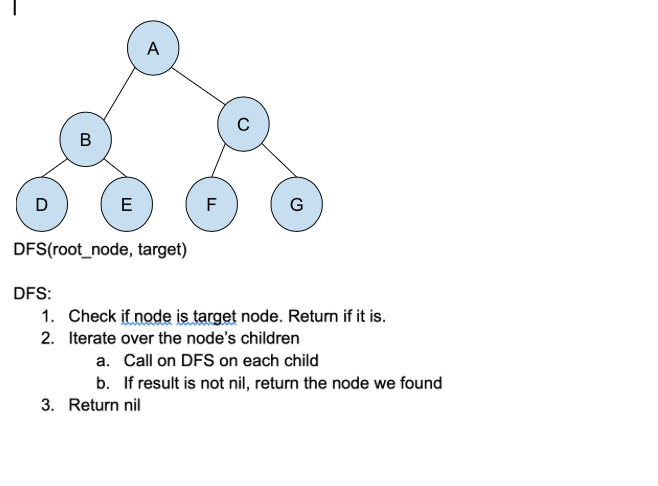 A
B
C
D
E
F
G
DFS(root_node, target)
DFS:
1. Check if node is target node. Return if it is.
2. Iterate over the node's children
a. Call on DFS on each child
b. If result is not nil, return the node we found
3. Return nil